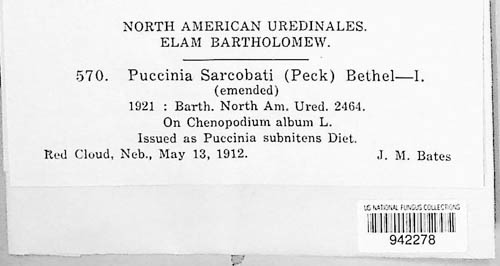 NORTH AMERICAN UREDINALES.
ELAM BARTHOLOMEW.
570. Puccinia Sarcobati (Peck) Bethel—I.
(emended)
1921 : Barth. North Am. Ured. 2464.
On Chenopodium album L.
Issued as Puccinia subnitens Diet.
Red Cloud, Neb., May 13, 1912. J. M. Bates
US NATIONAL FUNGUS COLLECTIONS
942278